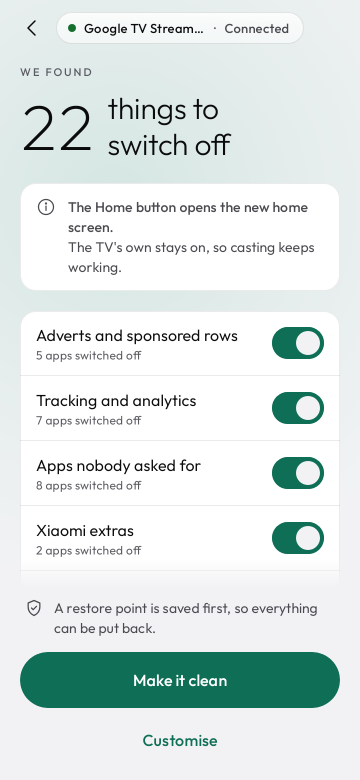 Google TV Stream... · Connected
WE FOUND
22 things to
switch off
The Home button opens the new home
screen.
The TV's own stays on, so casting keeps
working.
Adverts and sponsored rows
5 apps switched off
Tracking and analytics
7 apps switched off
Apps nobody asked for
8 apps switched off
Xiaomi extras
2 apps switched off
A restore point is saved first, so everything
can be put back.
Make it clean
Customise